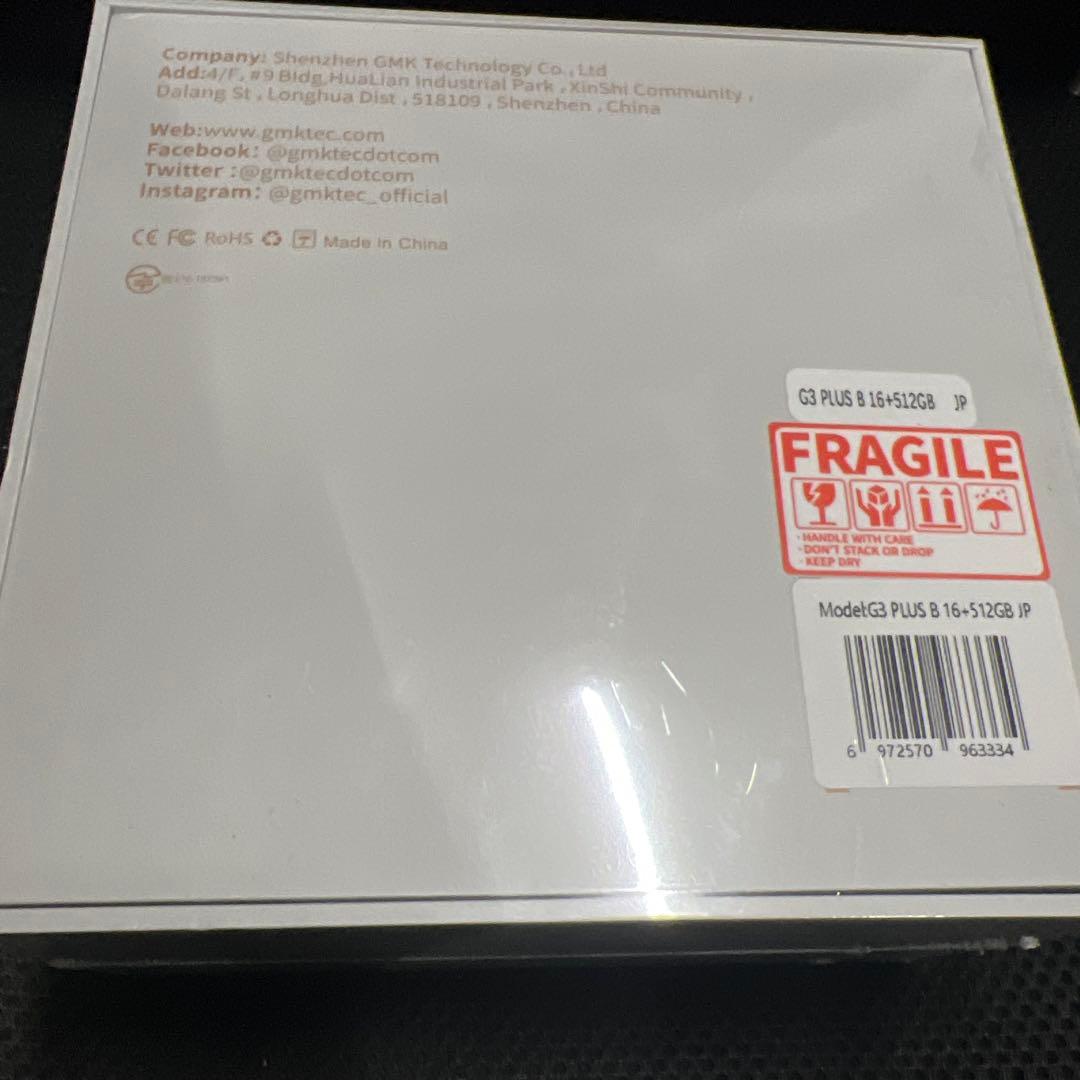 Company: Shenzhen GMK Technology Co., Ltd
Add:4/F, #9 Bldg,HuaLian Industrial Park , XinShi Community ,
Dalang St , Longhua Dist , 518109 , Shenzhen , China
Web:www.gmktec.com
Facebook: @gmktecdotcom
Twitter :@gmktecdotcom
Instagram: @gmktec_official
CE FC RoHS Made In China
G3 PLUS B 16+512GB JP
FRAGILE
·HANDLE WITH CARE
·DON'T STACK OR DROP
·KEEP DRY
Model:G3 PLUS B 16+512GB JP
6 972570 963334